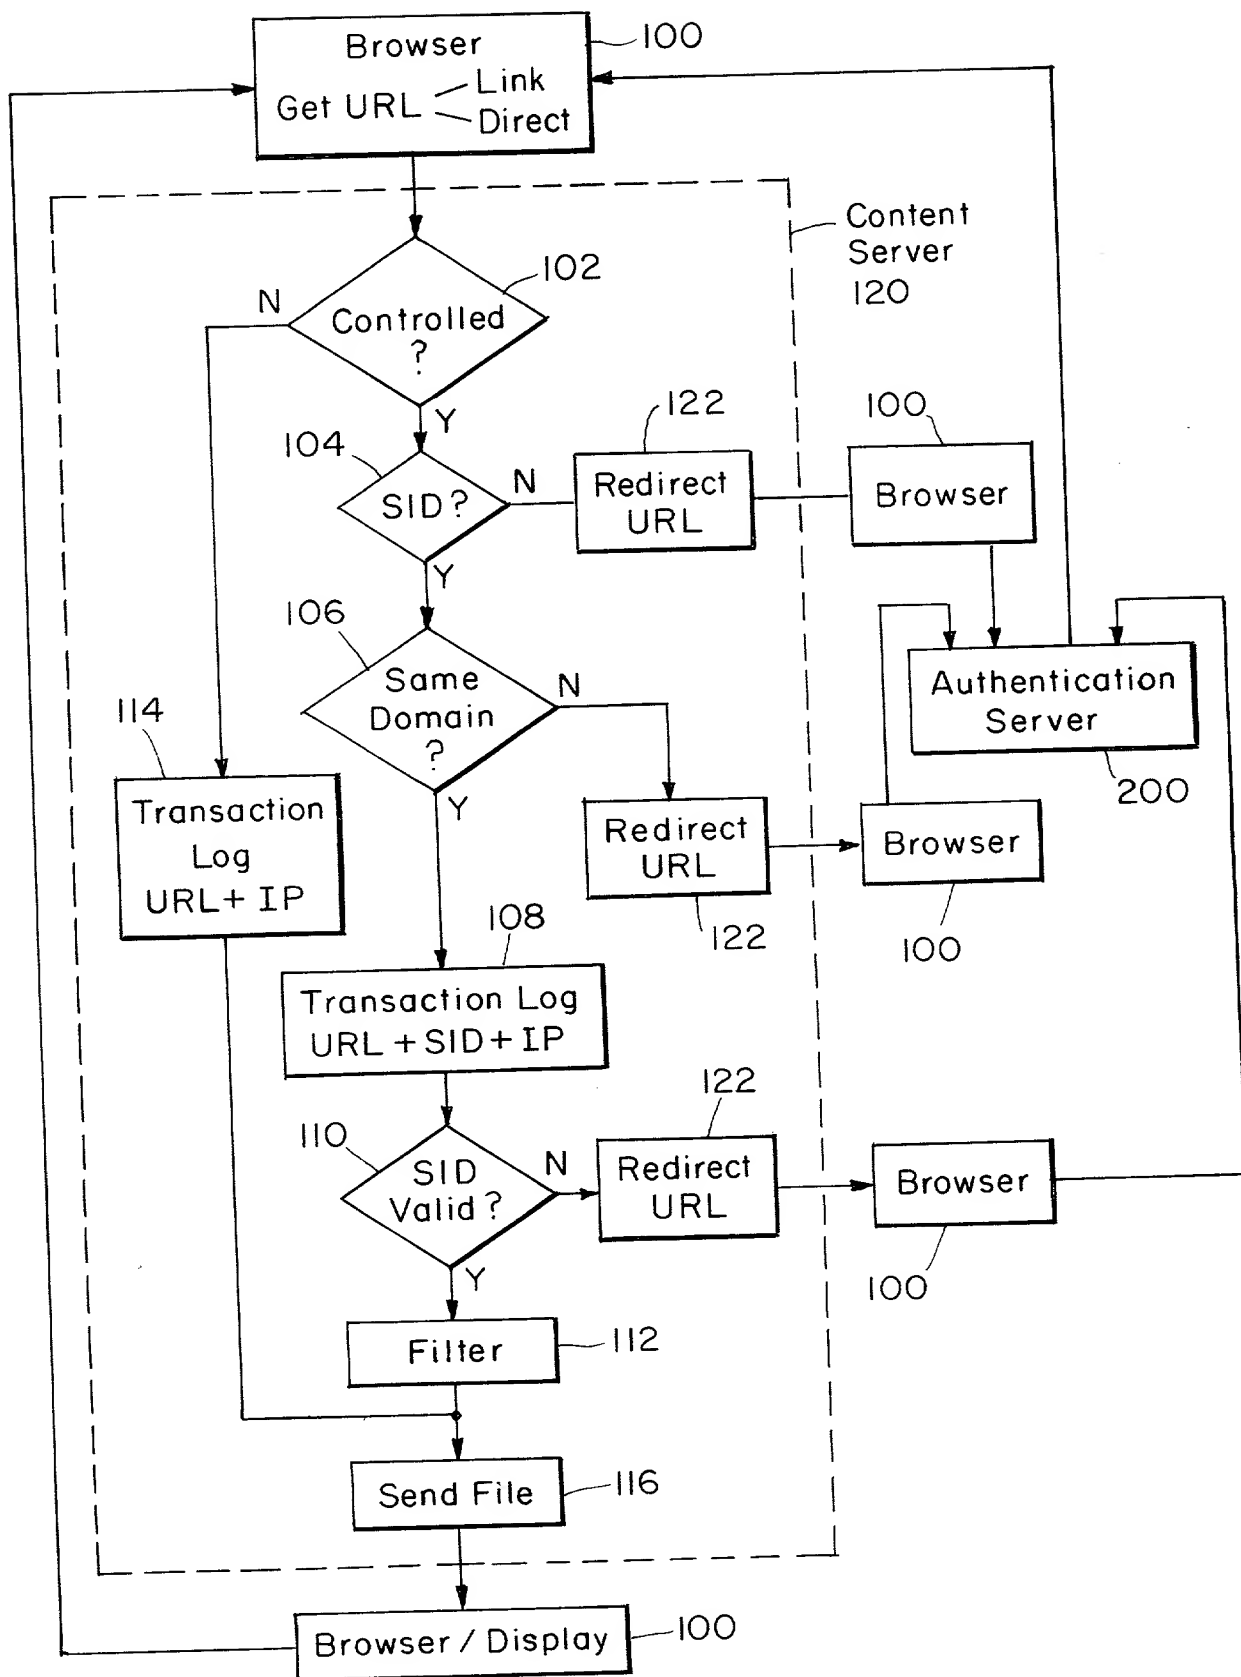 Browser
100
Get URL
Link
Direct
Content
Server
120
102
N
Controlled
?
Y
122
100
104
SID?
N
Redirect
URL
Browser
Y
106
Same
Domain
?
N
Authentication
Server
114
Y
200
Transaction
Log
URL+ IP
Redirect
URL
Browser
108
122
100
Transaction Log
URL + SID + IP
122
110
SID
Valid?
N
Redirect
URL
Browser
Y
100
Filter
112
Send File
116
Browser / Display
100